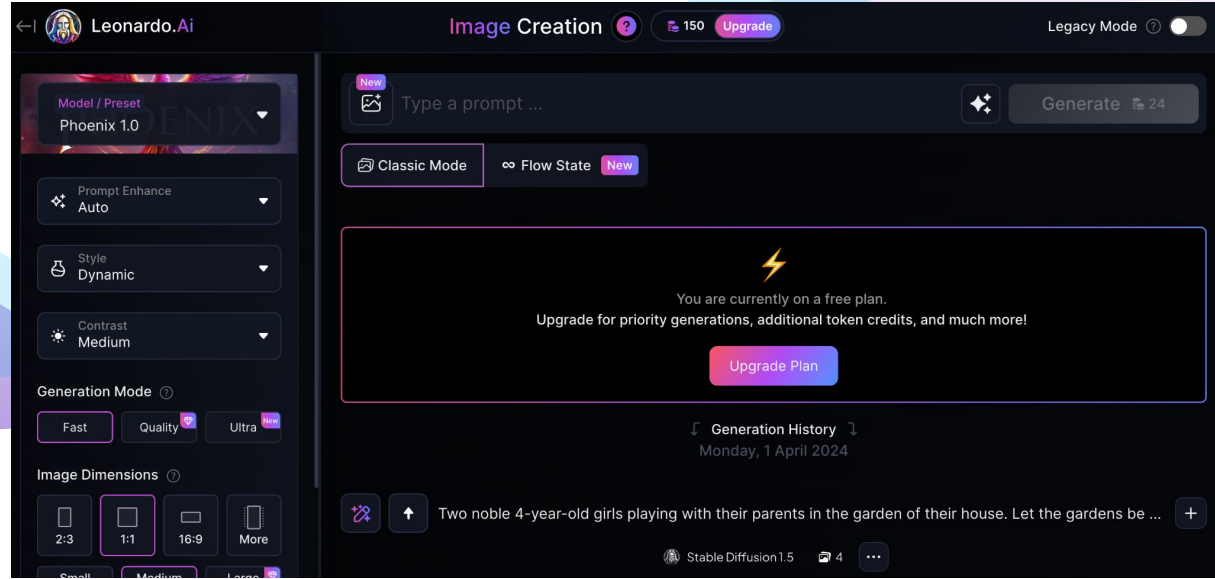 Leonardo.Ai
Image Creation ? 150 Upgrade
Legacy Mode ?
Model / Preset
Phoenix 1.0
Prompt Enhance
Auto
Style
Dynamic
Contrast
Medium
Generation Mode ?
Fast Quality Ultra New
Image Dimensions ?
2:3 1:1 16:9 More
Small Medium Large
New
Type a prompt ...
Generate 24
Classic Mode Flow State New
You are currently on a free plan.
Upgrade for priority generations, additional token credits, and much more!
Upgrade Plan
Generation History
Monday, 1 April 2024
Two noble 4-year-old girls playing with their parents in the garden of their house. Let the gardens be ...
Stable Diffusion 1.5 4 ...